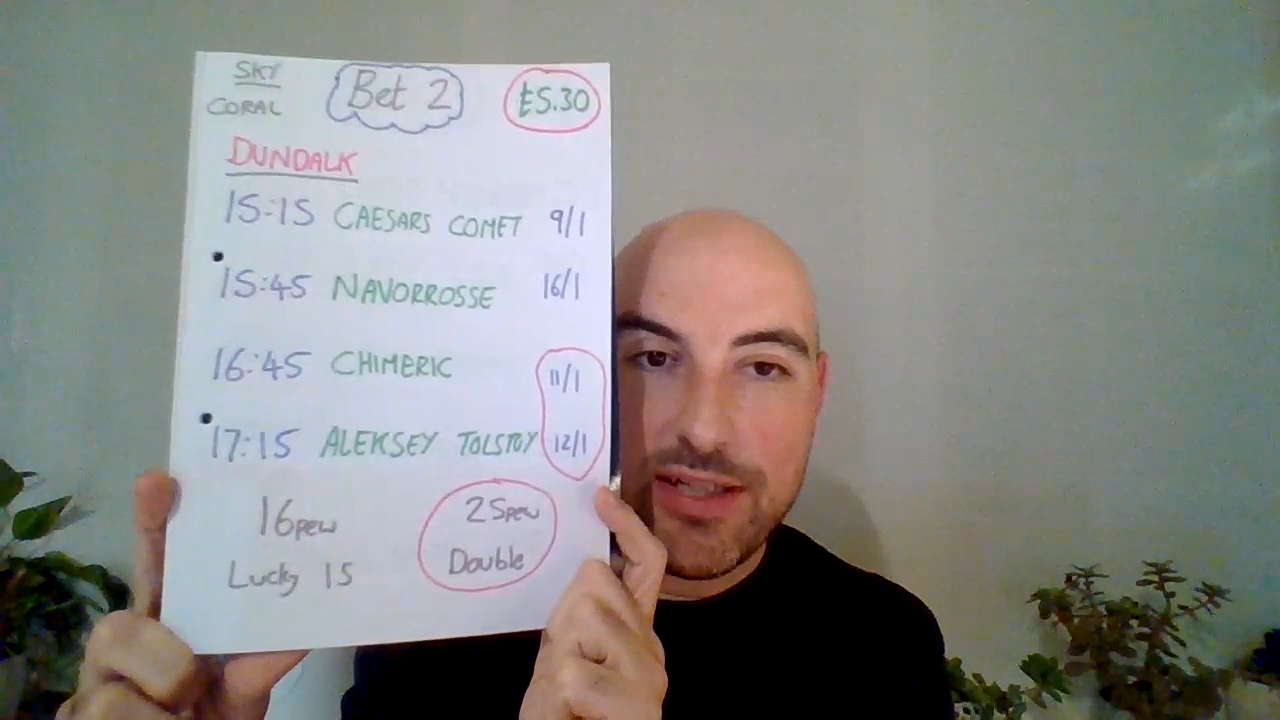 SKY
CORAL
Bet 2
£5.30
DUNDALK
15:15 CAESARS COMET 9/1
15:45 NAVORROSSE 16/1
16:45 CHIMERIC 11/1
17:15 ALEKSEY TOLSTOY 12/1
16pew
Lucky 15
25pew
Double